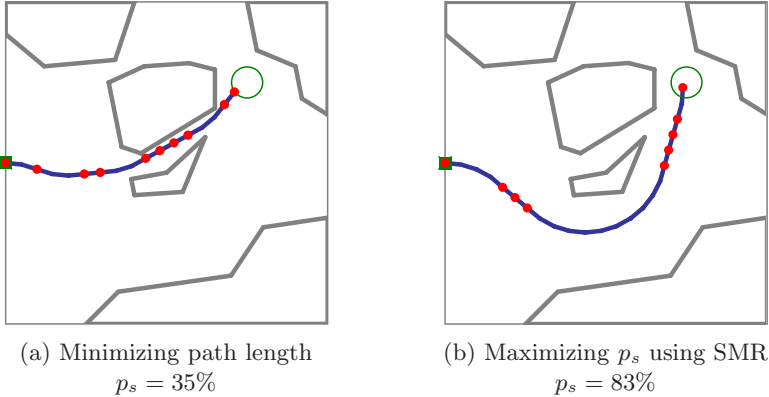 (a) Minimizing path length
p_s = 35%
(b) Maximizing p_s using SMR
p_s = 83%